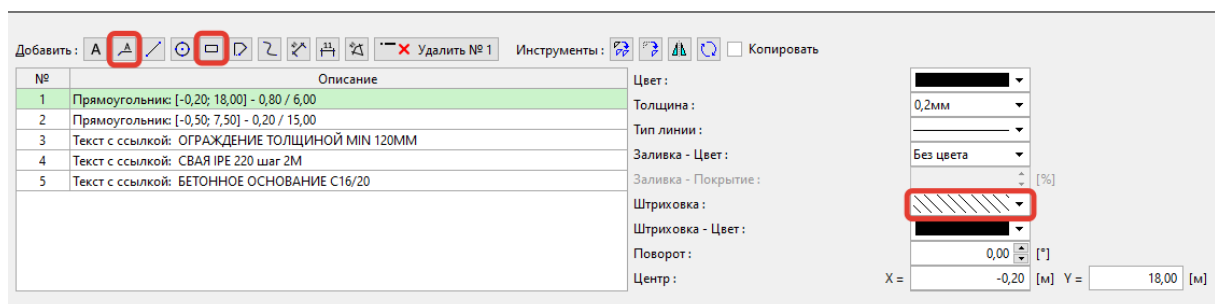 Добавить : A A 11 Удалить № 1 Инструменты : Копировать
№ Описание
1 Прямоугольник: [-0,20; 18,00] - 0,80 / 6,00
2 Прямоугольник: [-0,50; 7,50] - 0,20 / 15,00
3 Текст с ссылкой: ОГРАЖДЕНИЕ ТОЛЩИНОЙ MIN 120ММ
4 Текст с ссылкой: СВАЯ IPE 220 шаг 2М
5 Текст с ссылкой: БЕТОННОЕ ОСНОВАНИЕ C16/20
Цвет :
Толщина : 0,2мм
Тип линии :
Заливка - Цвет : Без цвета
Заливка - Покрытие : [%]
Штриховка :
Штриховка - Цвет :
Поворот : 0,00 [°]
Центр : X = -0,20 [м] Y = 18,00 [м]